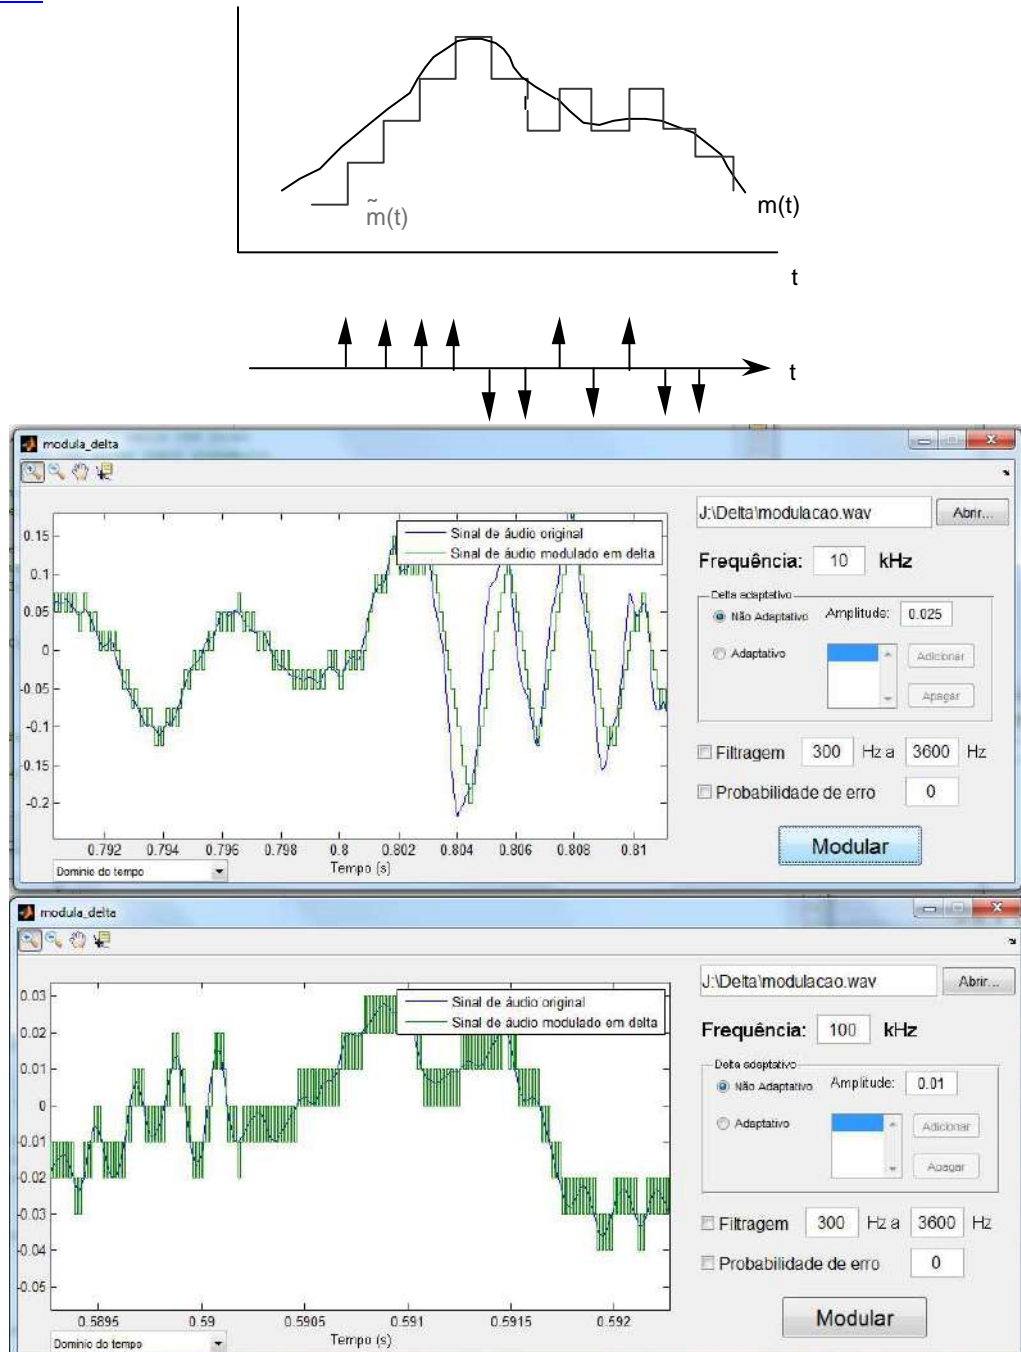 m̃(t)
m(t)
t
t
modula_delta
J:\Delta\modulacao.wav
Abrir...
Sinal de áudio original
Sinal de áudio modulado em delta
Frequência: 10 kHz
Delta adaptativo
Não Adaptativo Amplitude: 0.025
Adaptativo
Adicionar
Apagar
Filtragem 300 Hz a 3600 Hz
Probabilidade de erro 0
Modular
0.15
0.1
0.05
0
-0.05
-0.1
-0.15
-0.2
0.792 0.794 0.796 0.798 0.8 0.802 0.804 0.806 0.808 0.81
Tempo (s)
Dominio do tempo
modula_delta
J:\Delta\modulacao.wav
Abrir...
Sinal de áudio original
Sinal de áudio modulado em delta
Frequência: 100 kHz
Delta adaptativo
Não Adaptativo Amplitude: 0.01
Adaptativo
Adicionar
Apagar
Filtragem 300 Hz a 3600 Hz
Probabilidade de erro 0
Modular
0.03
0.02
0.01
0
-0.01
-0.02
-0.03
-0.04
-0.05
0.5895 0.59 0.5905 0.591 0.5915 0.592
Tempo (s)
Dominio do tempo